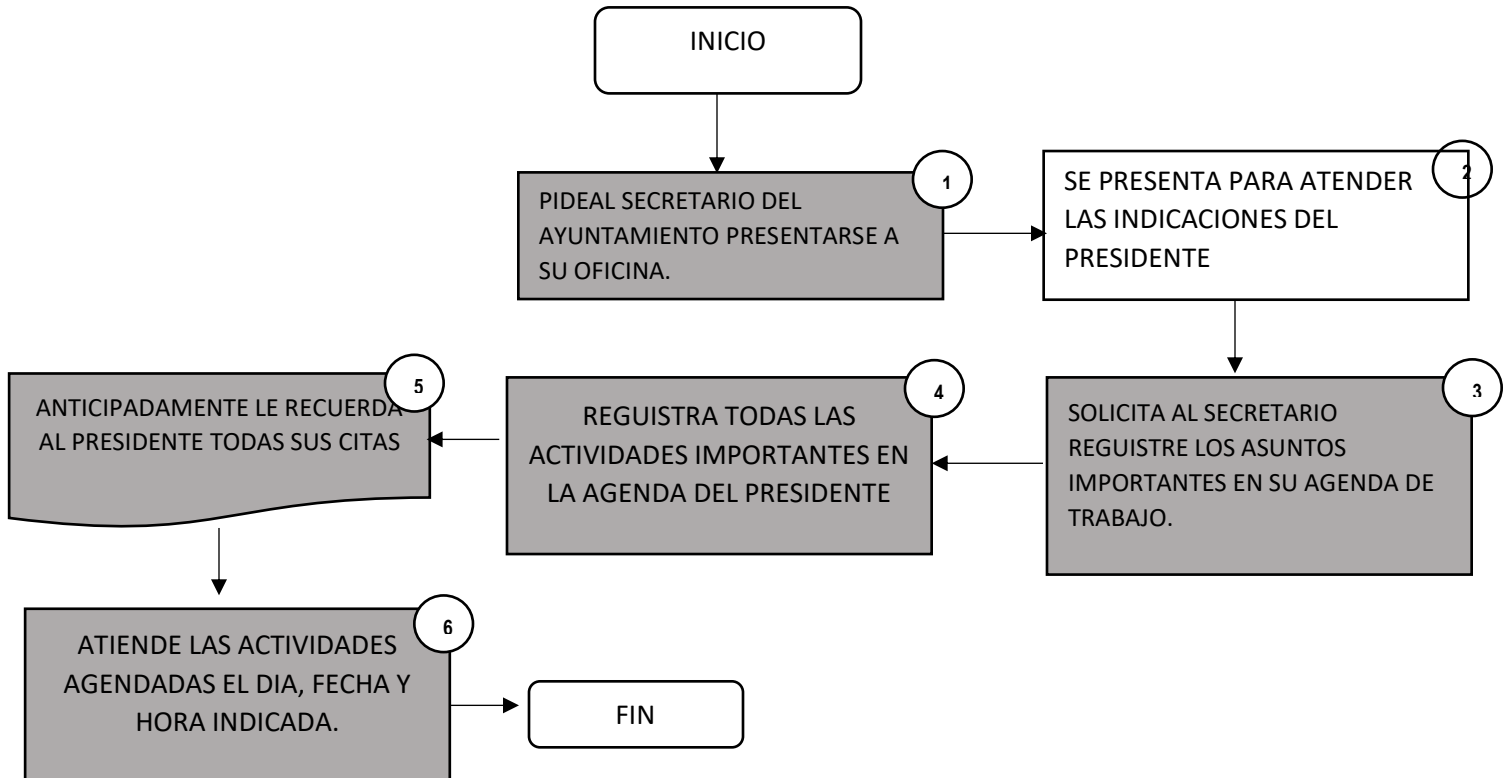 INICIO
1
PIDEAL SECRETARIO DEL
AYUNTAMIENTO PRESENTARSE A
SU OFICINA.
2
SE PRESENTA PARA ATENDER
LAS INDICACIONES DEL
PRESIDENTE
3
SOLICITA AL SECRETARIO
REGUISTRE LOS ASUNTOS
IMPORTANTES EN SU AGENDA DE
TRABAJO.
4
REGUISTRA TODAS LAS
ACTIVIDADES IMPORTANTES EN
LA AGENDA DEL PRESIDENTE
5
ANTICIPADAMENTE LE RECUERDA
AL PRESIDENTE TODAS SUS CITAS
6
ATIENDE LAS ACTIVIDADES
AGENDADAS EL DIA, FECHA Y
HORA INDICADA.
FIN